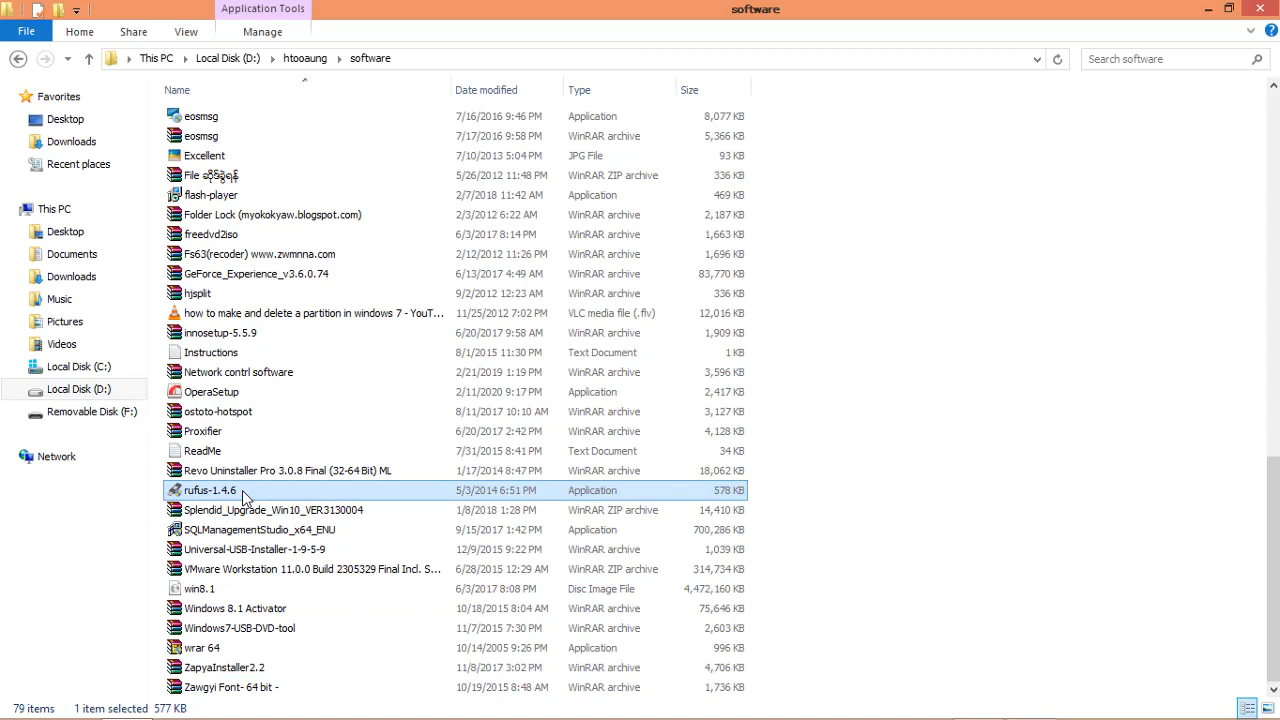 Application Tools
software
File Home Share View Manage
This PC Local Disk (D:) htooaung software
Search software
Name Date modified Type Size
Favorites
Desktop
Downloads
Recent places
This PC
Desktop
Documents
Downloads
Music
Pictures
Videos
Local Disk (C:)
Local Disk (D:)
Removable Disk (F:)
Network
eosmsg 7/16/2016 9:46 PM Application 8,077 KB
eosmsg 7/17/2016 9:58 PM WinRAR archive 5,366 KB
Excellent 7/10/2013 5:04 PM JPG File 93 KB
File 5/26/2012 11:48 PM WinRAR ZIP archive 336 KB
flash-player 2/7/2018 11:42 AM Application 469 KB
Folder Lock (myokokyaw.blogspot.com) 2/3/2012 6:22 AM WinRAR archive 2,187 KB
freedvd2iso 6/3/2017 8:14 PM WinRAR archive 1,663 KB
Fs63(recoder) www.zwmnna.com 2/12/2012 11:26 PM WinRAR archive 1,696 KB
GeForce_Experience_v3.6.0.74 6/13/2017 4:49 AM WinRAR archive 83,770 KB
hjsplit 9/2/2012 12:23 AM WinRAR archive 336 KB
how to make and delete a partition in windows 7 - YouT... 11/25/2012 7:02 PM VLC media file (.flv) 12,016 KB
innosetup-5.5.9 6/20/2017 9:58 AM WinRAR archive 1,909 KB
Instructions 8/1/2015 11:30 PM Text Document 1 KB
Network contrl software 2/21/2019 1:19 PM WinRAR archive 3,596 KB
OperaSetup 2/11/2020 9:17 PM Application 2,417 KB
ostoto-hotspot 8/11/2017 10:10 AM WinRAR archive 3,127 KB
Proxifier 6/20/2017 2:42 PM WinRAR archive 4,128 KB
ReadMe 7/31/2015 8:41 PM Text Document 34 KB
Revo Uninstaller Pro 3.0.8 Final (32-64 Bit) ML 1/17/2014 8:47 PM WinRAR archive 18,062 KB
rufus-1.4.6 5/3/2014 6:51 PM Application 578 KB
Splendid_Upgrade_Win10_VER3130004 1/8/2018 1:28 PM WinRAR ZIP archive 14,410 KB
SQLManagementStudio_x64_ENU 9/15/2017 1:42 PM Application 700,286 KB
Universal-USB-Installer-1-9-5-9 12/9/2015 9:22 PM WinRAR archive 1,039 KB
VMware Workstation 11.0.0 Build 2305329 Final Incl. S... 6/28/2015 12:29 AM WinRAR ZIP archive 314,734 KB
win8.1 6/3/2017 8:08 PM Disc Image File 4,472,160 KB
Windows 8.1 Activator 10/18/2015 8:04 AM WinRAR archive 75,646 KB
Windows7-USB-DVD-tool 11/7/2015 7:30 PM WinRAR archive 2,603 KB
wrar 64 10/14/2005 9:26 PM Application 996 KB
ZapyaInstaller2.2 11/8/2017 3:02 PM WinRAR archive 4,706 KB
Zawgyi Font- 64 bit - 10/19/2015 8:48 AM WinRAR archive 1,736 KB
79 items 1 item selected 577 KB